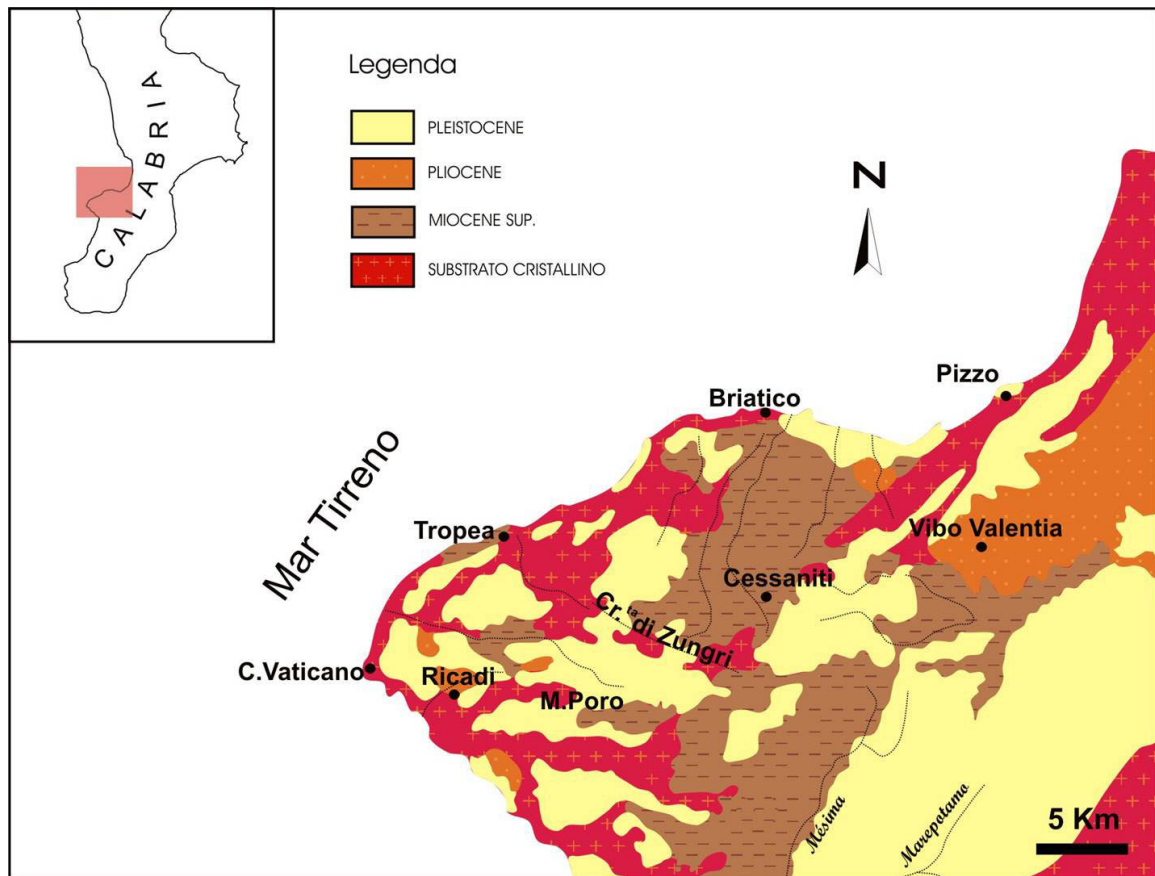 CALABRIA
Legenda
PLEISTOCENE
PLIOCENE
MIOCENE SUP.
SUBSTRATO CRISTALLINO
N
Pizzo
Briatico
Mar Tirreno
Tropea
Vibo Valentia
Cessaniti
Cr.ta di Zungri
C.Vaticano
Ricadi
M.Poro
Mésima
Marepotamo
5 Km